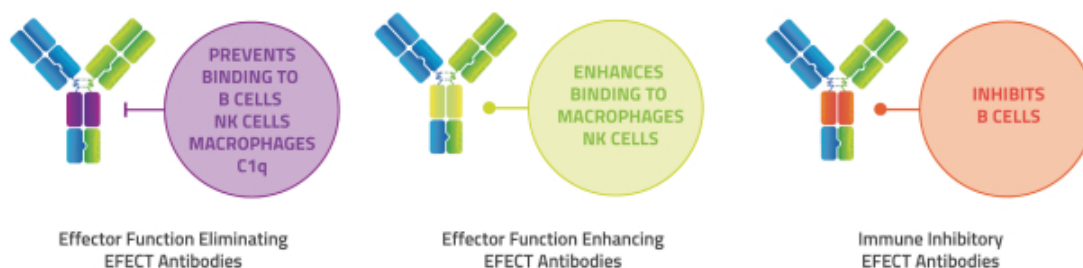 PREVENTS
BINDING TO
B CELLS
NK CELLS
MACROPHAGES
C1q
ENHANCES
BINDING TO
MACROPHAGES
NK CELLS
INHIBITS
B CELLS
Effector Function Eliminating
EFECT Antibodies
Effector Function Enhancing
EFECT Antibodies
Immune Inhibitory
EFECT Antibodies